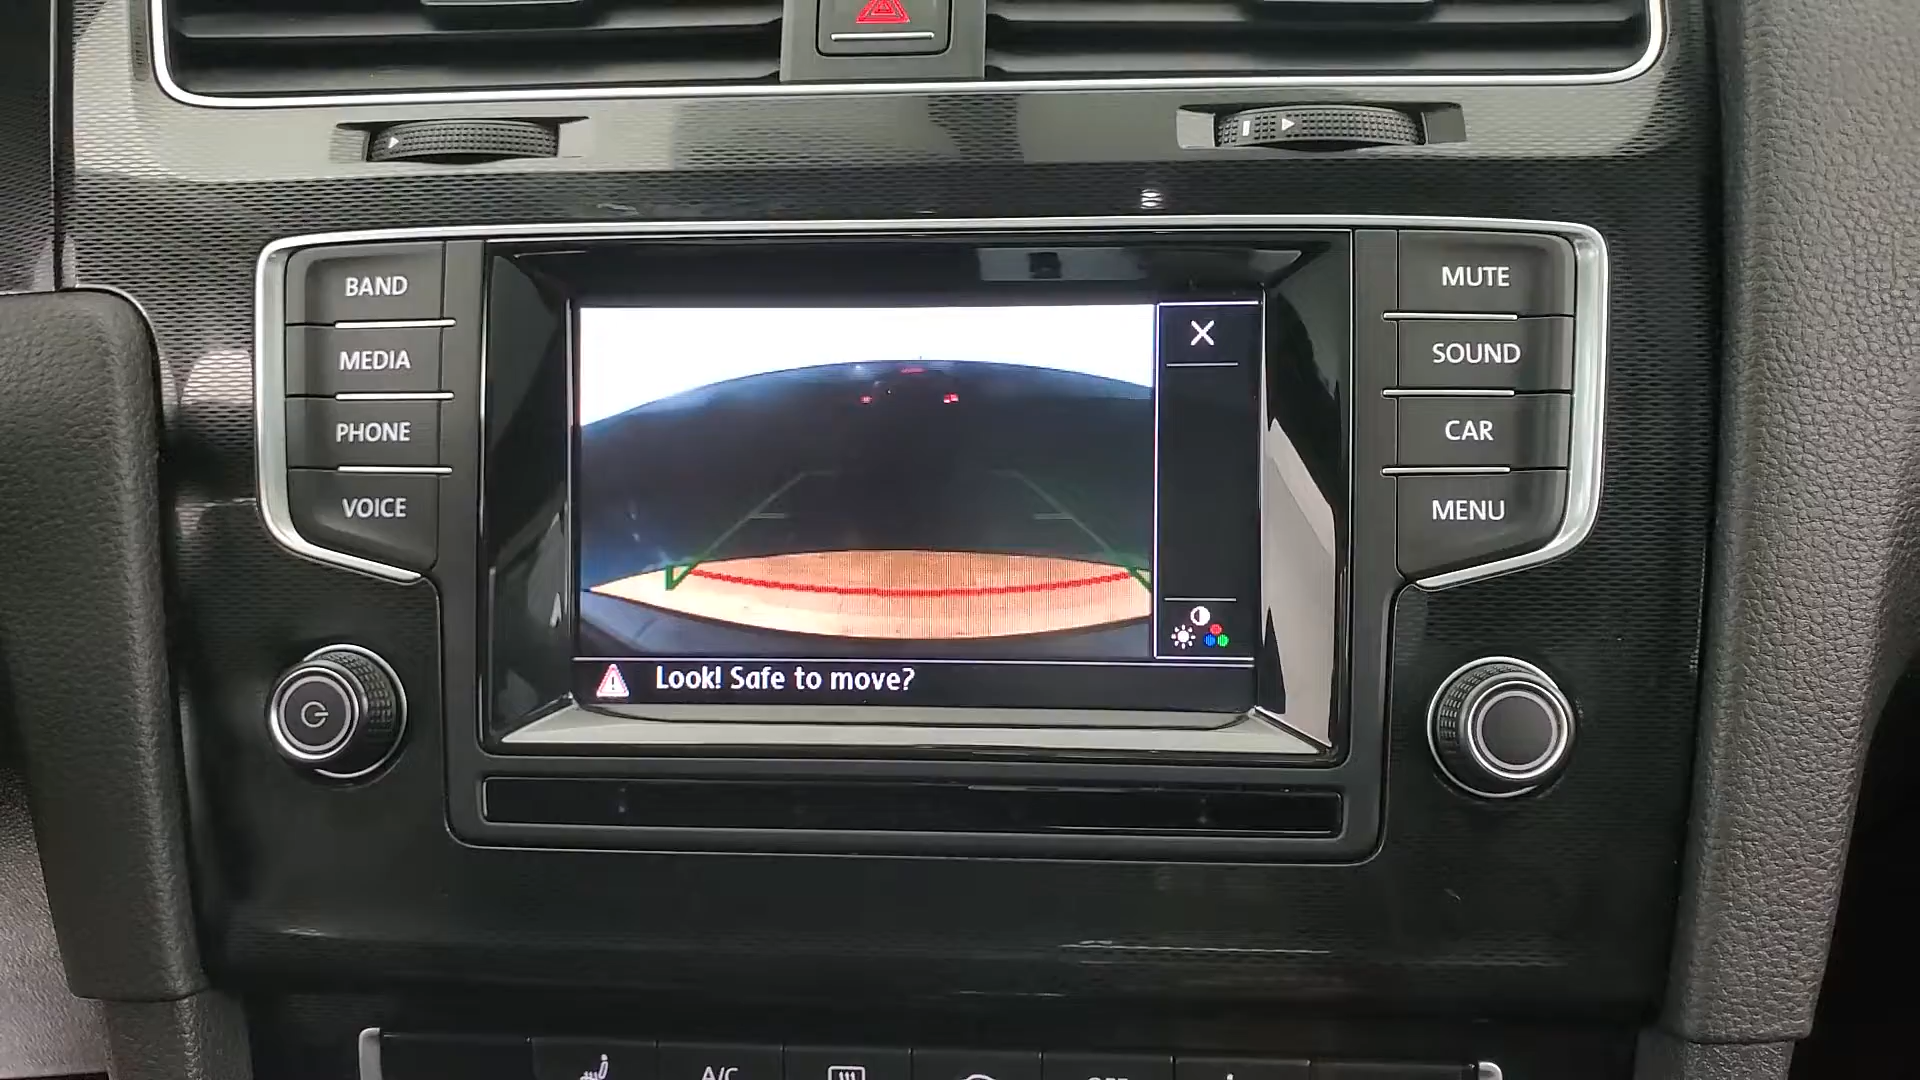 BAND
MEDIA
PHONE
VOICE
MUTE
SOUND
CAR
MENU
Look! Safe to move?
A/C